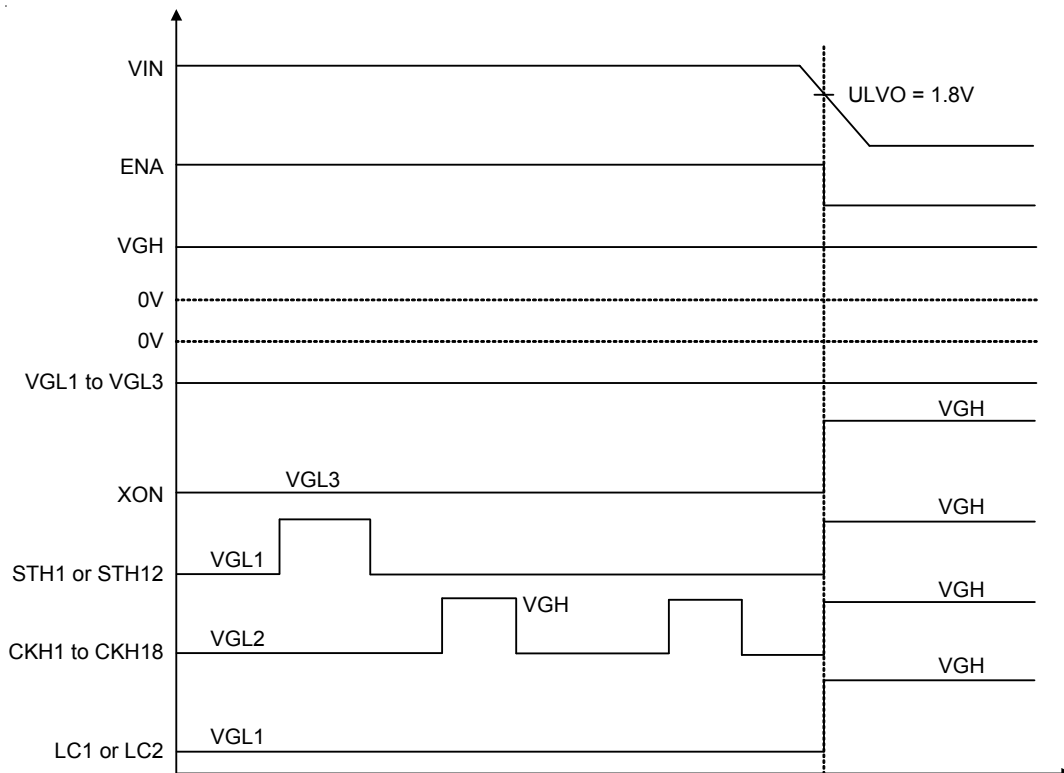 VIN
ULVO = 1.8V
ENA
VGH
0V
0V
VGL1 to VGL3
VGH
XON
VGL3
VGH
STH1 or STH12
VGL1
VGH
VGH
CKH1 to CKH18
VGL2
VGH
LC1 or LC2
VGL1